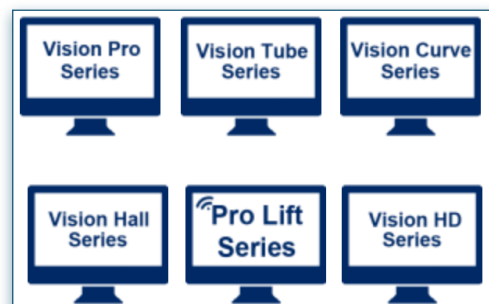 Vision Pro
Series
Vision Tube
Series
Vision Curve
Series
Vision Hall
Series
Pro Lift
Series
Vision HD
Series